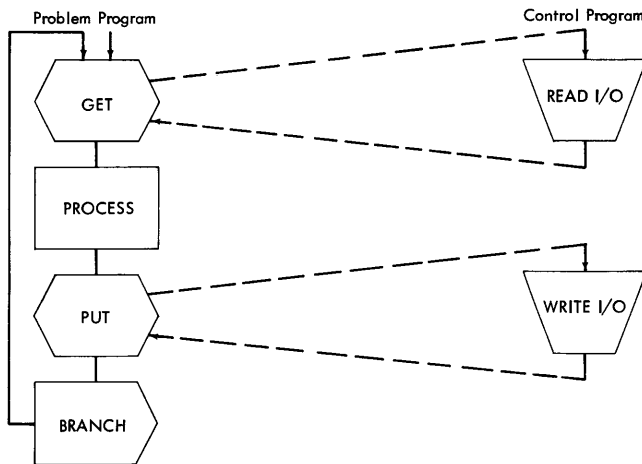 Problem Program
Control Program
GET
READ I/O
PROCESS
PUT
WRITE I/O
BRANCH